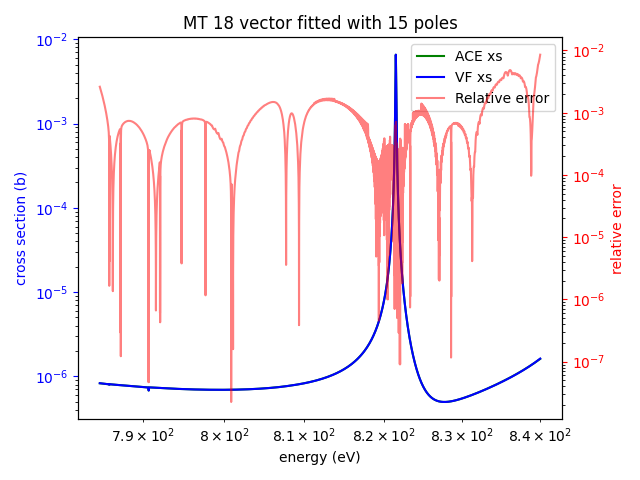 MT 18 vector fitted with 15 poles
ACE xs
VF xs
Relative error
cross section (b)
10⁻²
10⁻³
10⁻⁴
10⁻⁵
10⁻⁶
10⁻²
10⁻³
10⁻⁴
10⁻⁵
10⁻⁶
10⁻⁷
relative error
7.9 × 10² 8 × 10² 8.1 × 10² 8.2 × 10² 8.3 × 10² 8.4 × 10²
energy (eV)